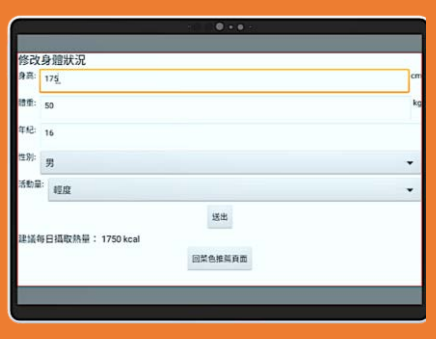 修改身體狀況
身高: 175 cm
體重: 50 kg
年紀: 16
性別: 男
活動量: 輕度
送出
建議每日攝取熱量： 1750 kcal
回菜色推薦頁面